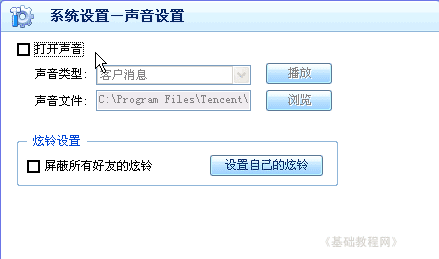 系统设置—声音设置
打开声音
声音类型: 客户消息 播放
声音文件: C:\Program Files\Tencent\ 浏览
炫铃设置
屏蔽所有好友的炫铃 设置自己的炫铃
《基础教程网》